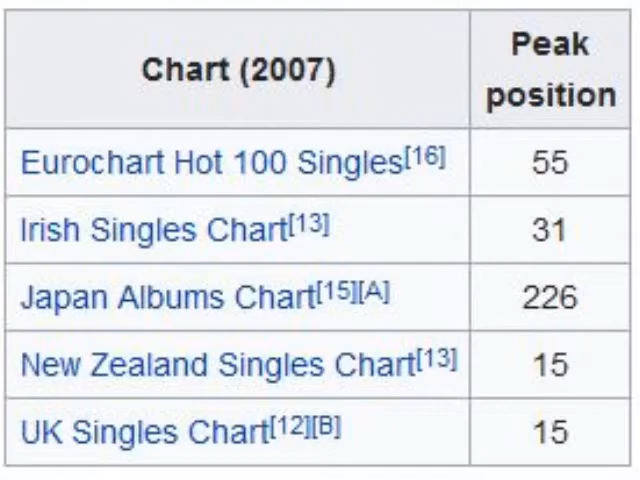 Chart (2007) Peak position
Eurochart Hot 100 Singles[16] 55
Irish Singles Chart[13] 31
Japan Albums Chart[15][A] 226
New Zealand Singles Chart[13] 15
UK Singles Chart[12][B] 15